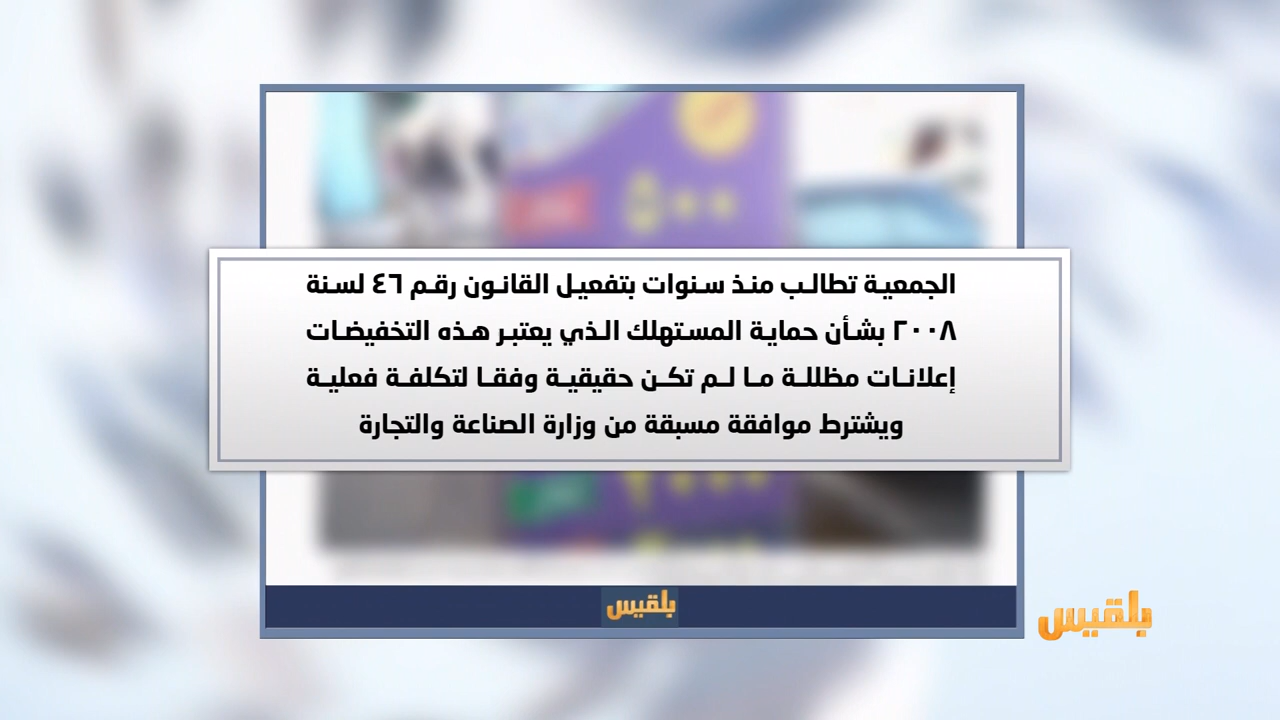 ٥٠٠
الجمعية تطالب منذ سنوات بتفعيل القانون رقم ٤٦ لسنة
٢٠٠٨ بشأن حماية المستهلك الذي يعتبر هذه التخفيضات
إعلانات مظللة ما لم تكن حقيقية وفقا لتكلفة فعلية
ويشترط موافقة مسبقة من وزارة الصناعة والتجارة
بلقيس
بلقيس